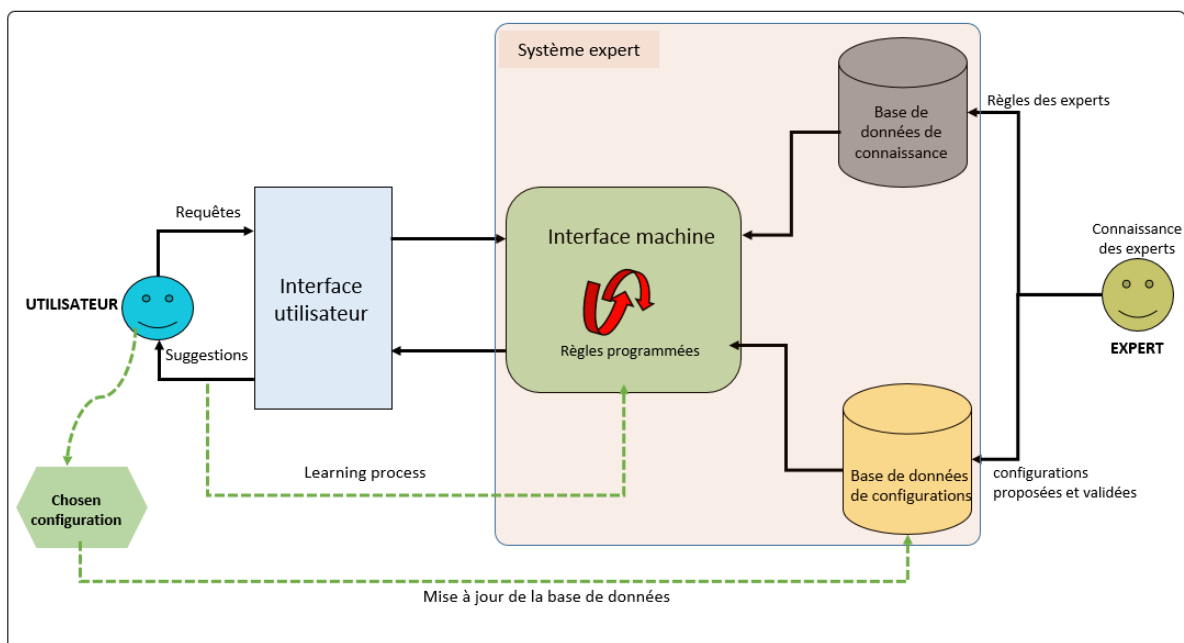 Système expert
Base de
données de
connaissance
Règles des experts
Requêtes
Interface machine
Connaissance
des experts
UTILISATEUR
Interface
utilisateur
Règles programmées
EXPERT
Suggestions
Learning process
Base de données
de configurations
configurations
proposées et validées
Chosen
configuration
Mise à jour de la base de données